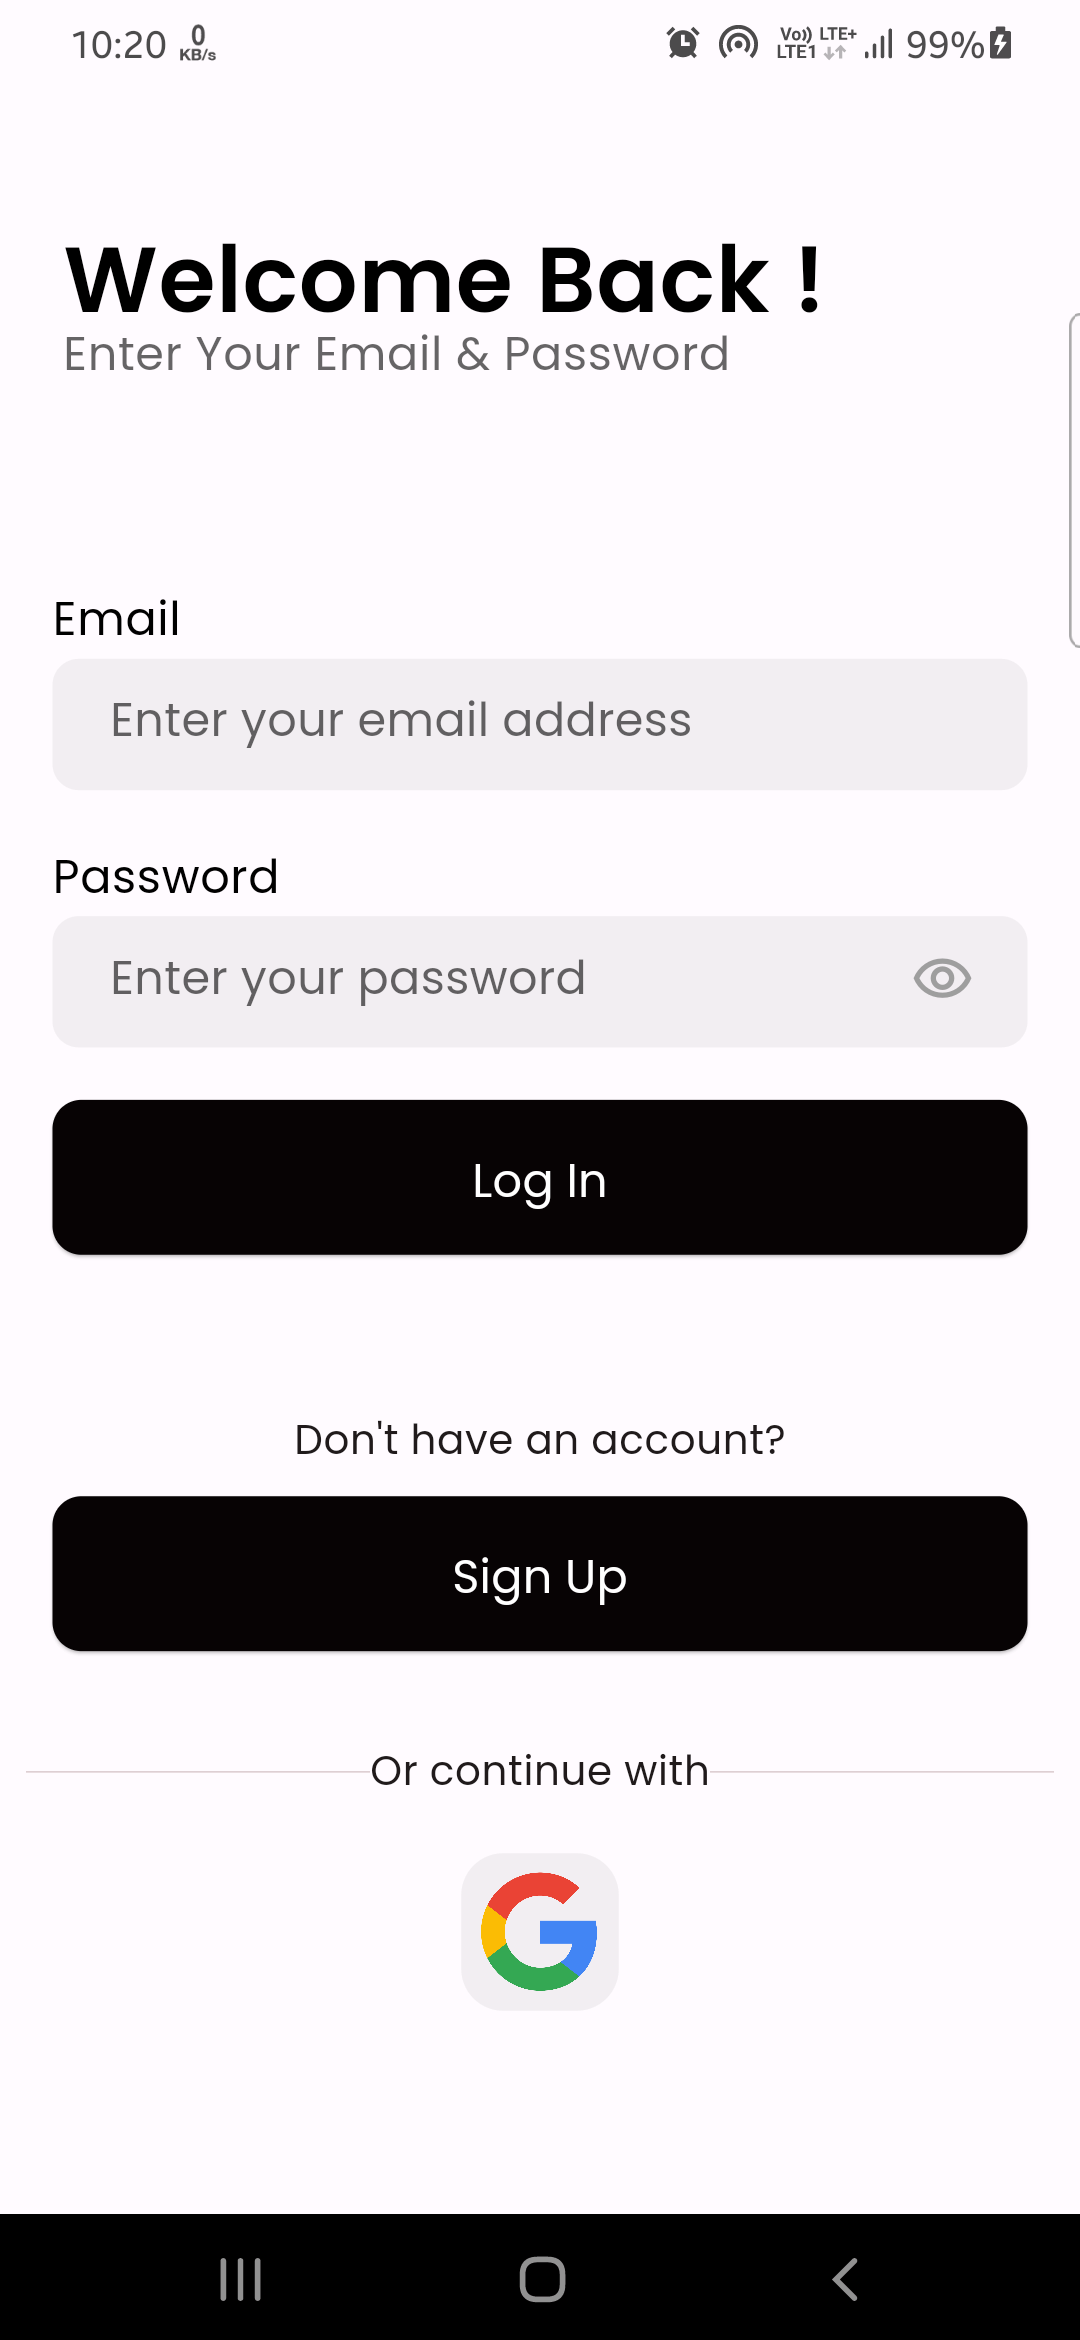 10:20 0 KB/s Vo)) LTE+ LTE1 99%
Welcome Back !
Enter Your Email & Password
Email
Enter your email address
Password
Enter your password
Log In
Don't have an account?
Sign Up
Or continue with